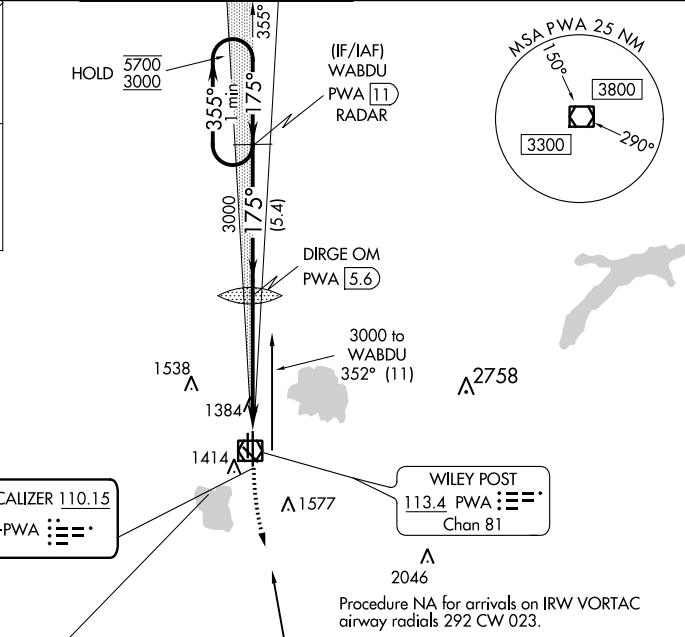 HOLD 5700
3000
355°
1 min
175°
355°
(IF/IAF)
WABDU
PWA 11
RADAR
MSA PWA 25 NM
150°
3800
3300
290°
3000
175°
(5.4)
DIRGE OM
PWA 5.6
3000 to
WABDU
352° (11)
1538
1384
2758
1414
1577
CALIZER 110.15
-PWA
WILEY POST
113.4 PWA
Chan 81
2046
Procedure NA for arrivals on IRW VORTAC
airway radials 292 CW 023.